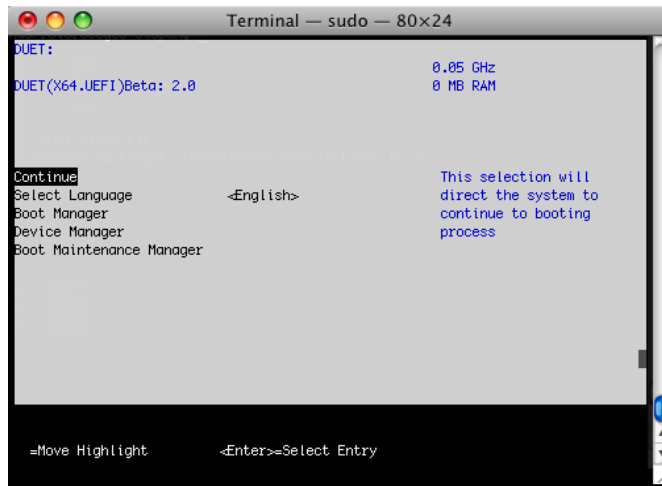 Terminal — sudo — 80×24
DUET:
0.05 GHz
DUET(X64.UEFI)Beta: 2.0
0 MB RAM
Continue
This selection will
Select Language
<English>
direct the system to
Boot Manager
continue to booting
Device Manager
process
Boot Maintenance Manager
=Move Highlight
<Enter>=Select Entry